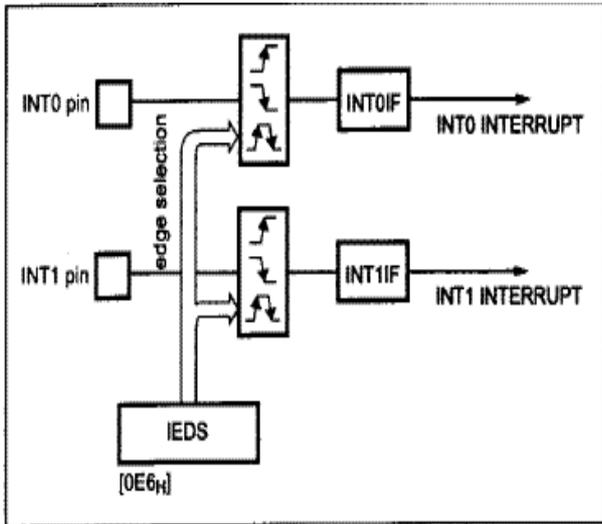 INT0 pin
INT0IF
INT0 INTERRUPT
edge selection
INT1 pin
INT1IF
INT1 INTERRUPT
IEDS
[0E6H]